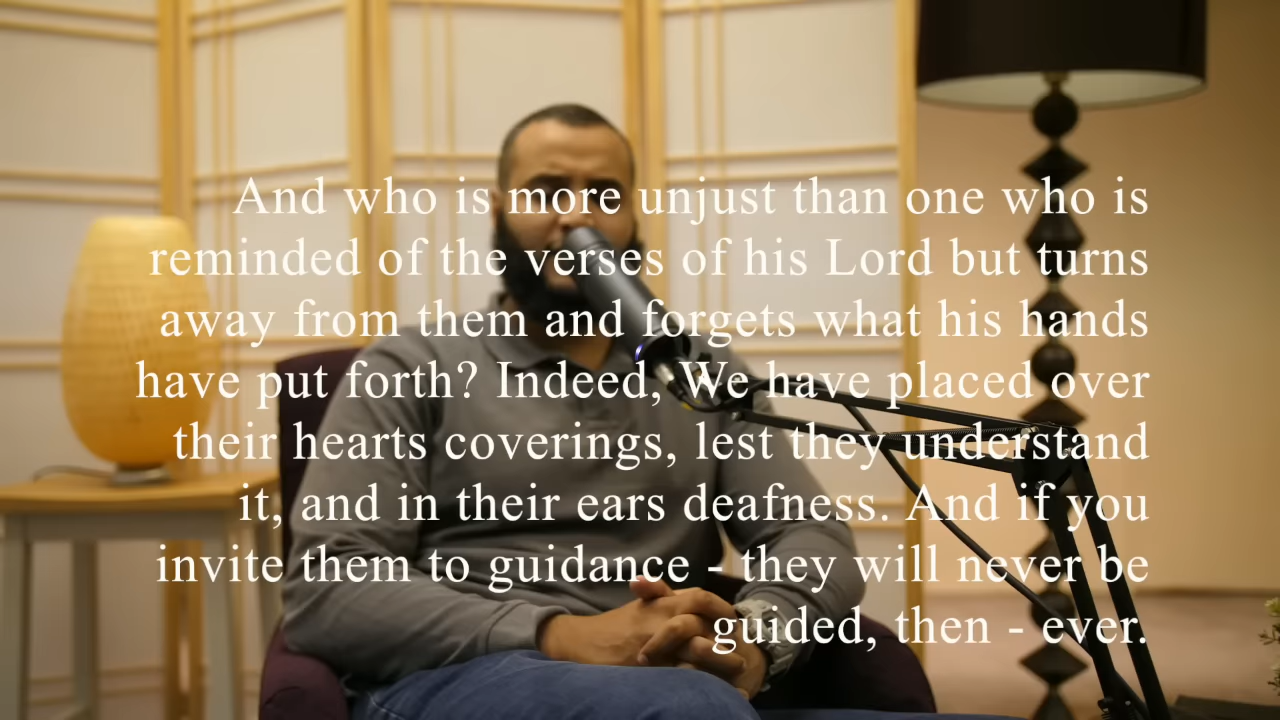 And who is more unjust than one who is
reminded of the verses of his Lord but turns
away from them and forgets what his hands
have put forth? Indeed, We have placed over
their hearts coverings, lest they understand
it, and in their ears deafness. And if you
invite them to guidance - they will never be
guided, then - ever.